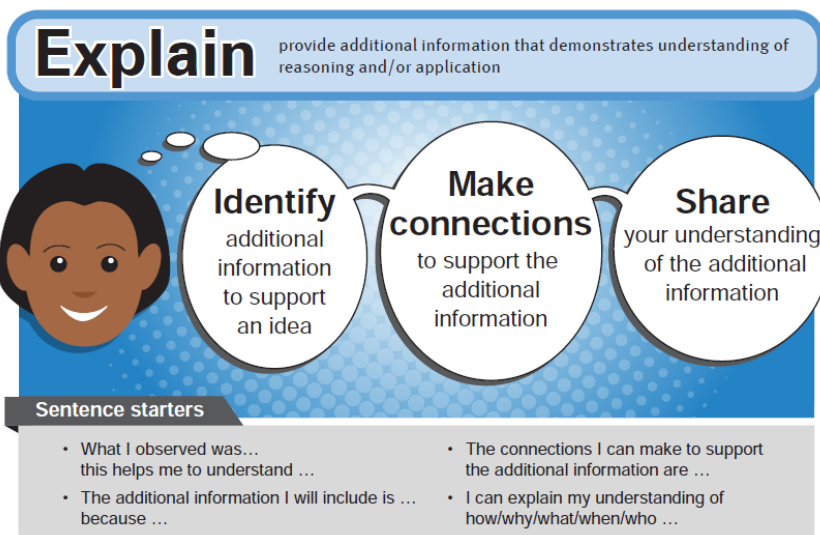 Explain
provide additional information that demonstrates understanding of
reasoning and/or application
Identify
additional
information
to support
an idea
Make
connections
to support the
additional
information
Share
your understanding
of the additional
information
Sentence starters
• What I observed was…
this helps me to understand …
• The additional information I will include is …
because …
• The connections I can make to support
the additional information are …
• I can explain my understanding of
how/why/what/when/who …